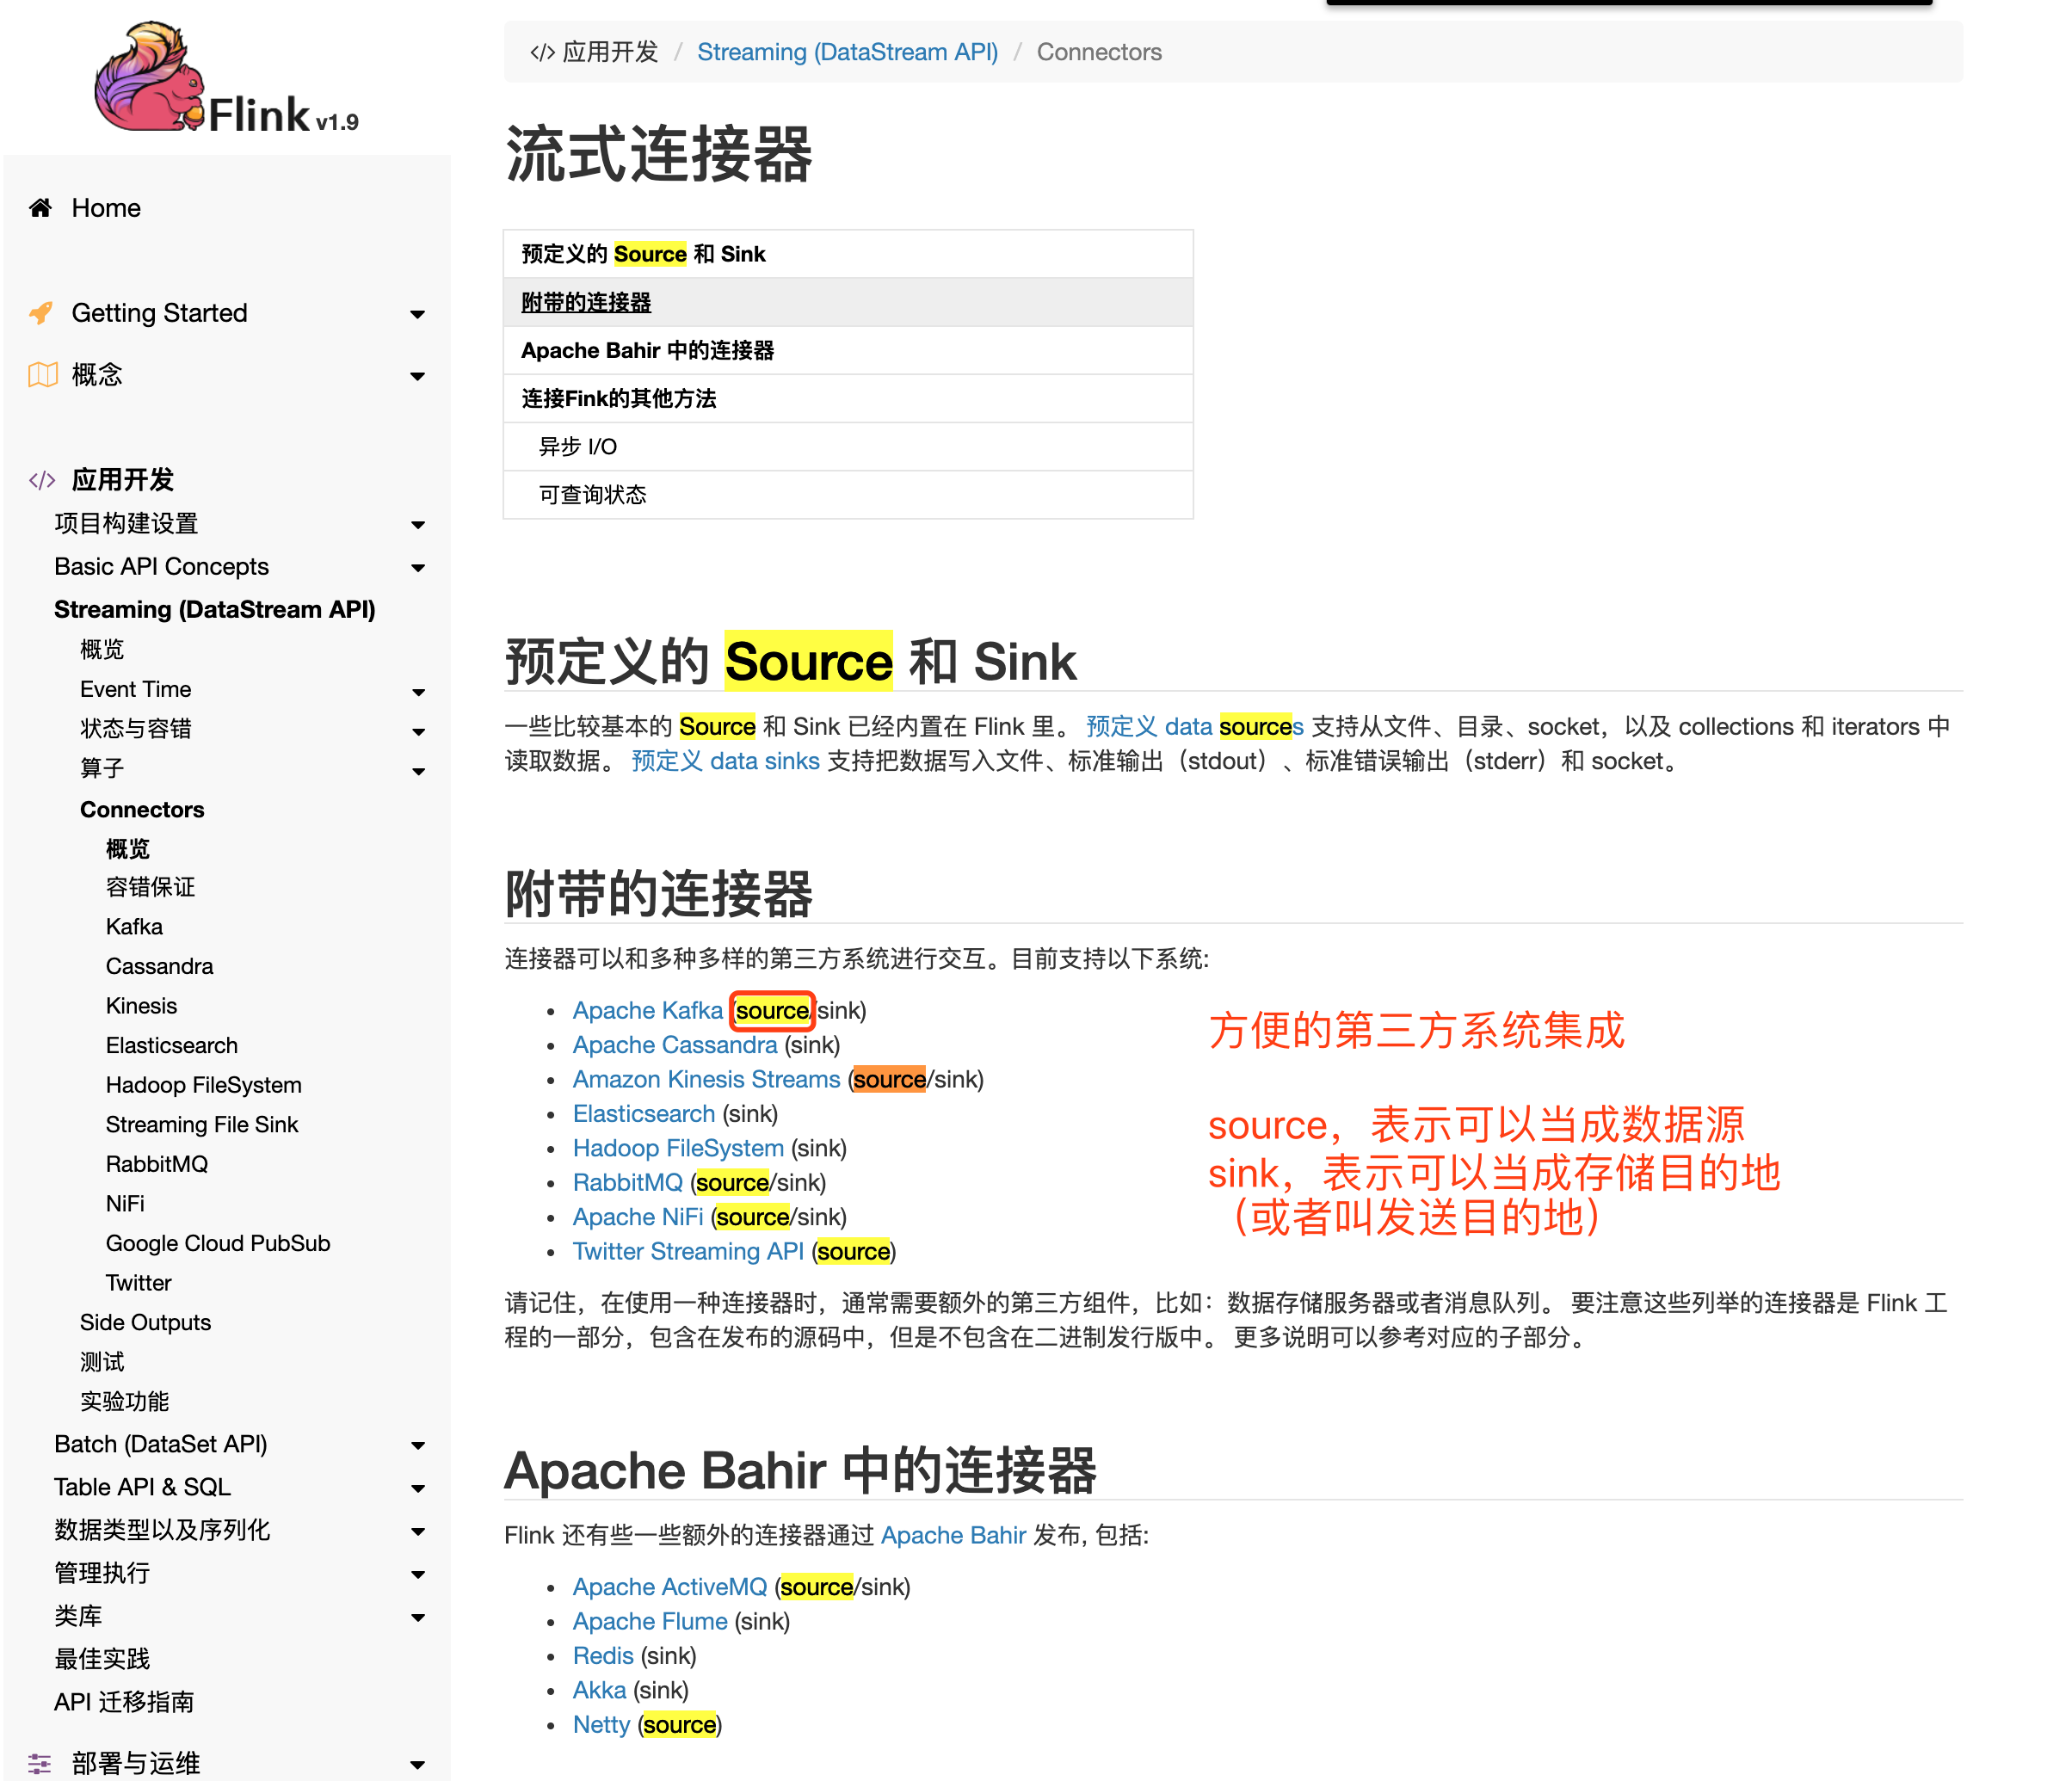 Flink v1.9
Home
Getting Started
概念
</> 应用开发
项目构建设置
Basic API Concepts
Streaming (DataStream API)
概览
Event Time
状态与容错
算子
Connectors
概览
容错保证
Kafka
Cassandra
Kinesis
Elasticsearch
Hadoop FileSystem
Streaming File Sink
RabbitMQ
NiFi
Google Cloud PubSub
Twitter
Side Outputs
测试
实验功能
Batch (DataSet API)
Table API & SQL
数据类型以及序列化
管理执行
类库
最佳实践
API 迁移指南
部署与运维
</> 应用开发 / Streaming (DataStream API) / Connectors
流式连接器
预定义的 Source 和 Sink
附带的连接器
Apache Bahir 中的连接器
连接Fink的其他方法
异步 I/O
可查询状态
预定义的 Source 和 Sink
一些比较基本的 Source 和 Sink 已经内置在 Flink 里。 预定义 data sources 支持从文件、目录、socket，以及 collections 和 iterators 中
读取数据。 预定义 data sinks 支持把数据写入文件、标准输出（stdout）、标准错误输出（stderr）和 socket。
附带的连接器
连接器可以和多种多样的第三方系统进行交互。目前支持以下系统:
• Apache Kafka (source/sink)
• Apache Cassandra (sink)
• Amazon Kinesis Streams (source/sink)
• Elasticsearch (sink)
• Hadoop FileSystem (sink)
• RabbitMQ (source/sink)
• Apache NiFi (source/sink)
• Twitter Streaming API (source)
方便的第三方系统集成
source，表示可以当成数据源
sink，表示可以当成存储目的地
（或者叫发送目的地）
请记住，在使用一种连接器时，通常需要额外的第三方组件，比如：数据存储服务器或者消息队列。 要注意这些列举的连接器是 Flink 工
程的一部分，包含在发布的源码中，但是不包含在二进制发行版中。 更多说明可以参考对应的子部分。
Apache Bahir 中的连接器
Flink 还有些一些额外的连接器通过 Apache Bahir 发布, 包括:
• Apache ActiveMQ (source/sink)
• Apache Flume (sink)
• Redis (sink)
• Akka (sink)
• Netty (source)